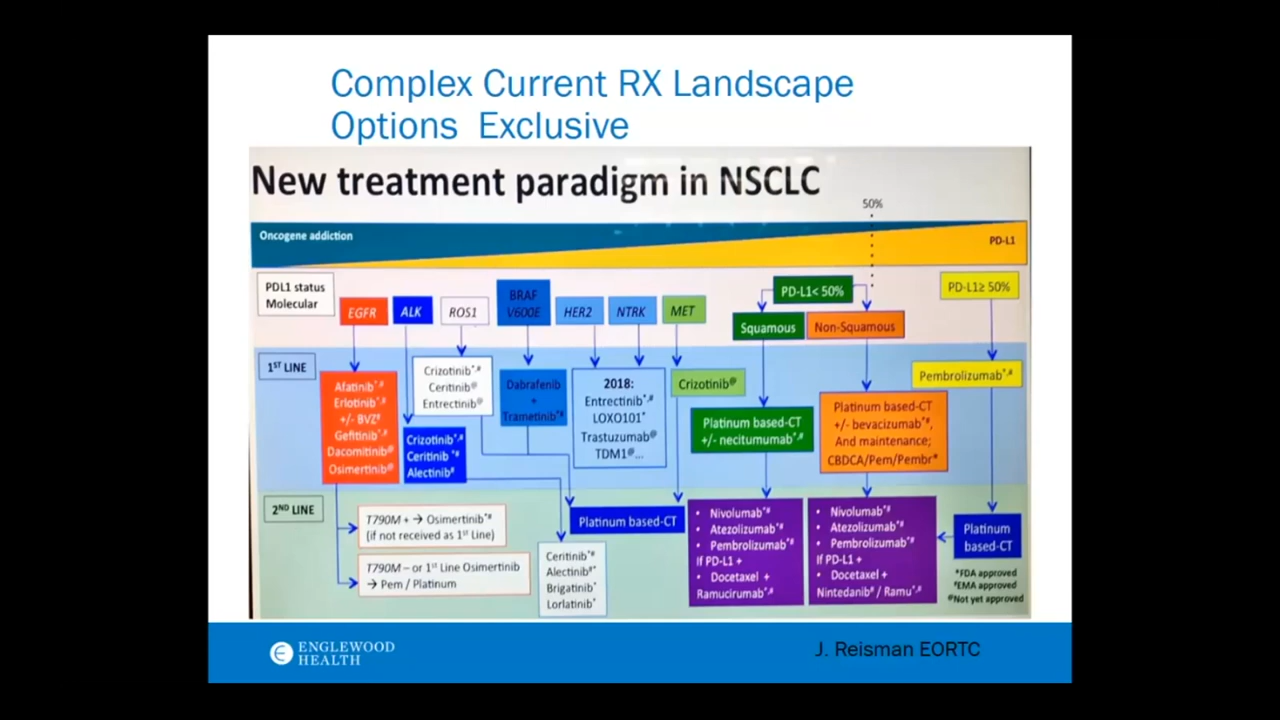 Complex Current RX Landscape
Options Exclusive
New treatment paradigm in NSCLC
50%
Oncogene addiction
PD-L1
PDL1 status
Molecular
EGFR
ALK
ROS1
BRAF
V600E
HER2
NTRK
MET
PD-L1< 50%
Squamous
Non-Squamous
PD-L1≥ 50%
1ST LINE
Afatinib*,#
Erlotinib*,#
+/- BVZ#
Gefitinib*,#
Dacomitinib@
Osimertinib@
Crizotinib*,#
Ceritinib *#
Alectinib#
Crizotinib*,#
Ceritinib@
Entrectinib@
Dabrafenib
+
Trametinib*#
2018:
Entrectinib*,#
LOXO101*
Trastuzumab@
TDM1@...
Crizotinib@
Platinum based-CT
+/- necitumumab*,#
Platinum based-CT
+/- bevacizumab*#,
And maintenance;
CBDCA/Pem/Pembr*
Pembrolizumab*,#
2ND LINE
T790M + → Osimertinib*#
(if not received as 1st Line)
T790M – or 1st Line Osimertinib
→ Pem / Platinum
Ceritinib*#
Alectinib#*
Brigatinib*
Lorlatinib*
Platinum based-CT
• Nivolumab*#
• Atezolizumab*#
• Pembrolizumab*#
If PD-L1 +
• Docetaxel +
Ramucirumab*,#
• Nivolumab*#
• Atezolizumab*#
• Pembrolizumab*#
If PD-L1 +
• Docetaxel +
Nintedanib# / Ramu*,#
Platinum
based-CT
*FDA approved
#EMA approved
@Not yet approved
ENGLEWOOD
HEALTH
J. Reisman EORTC